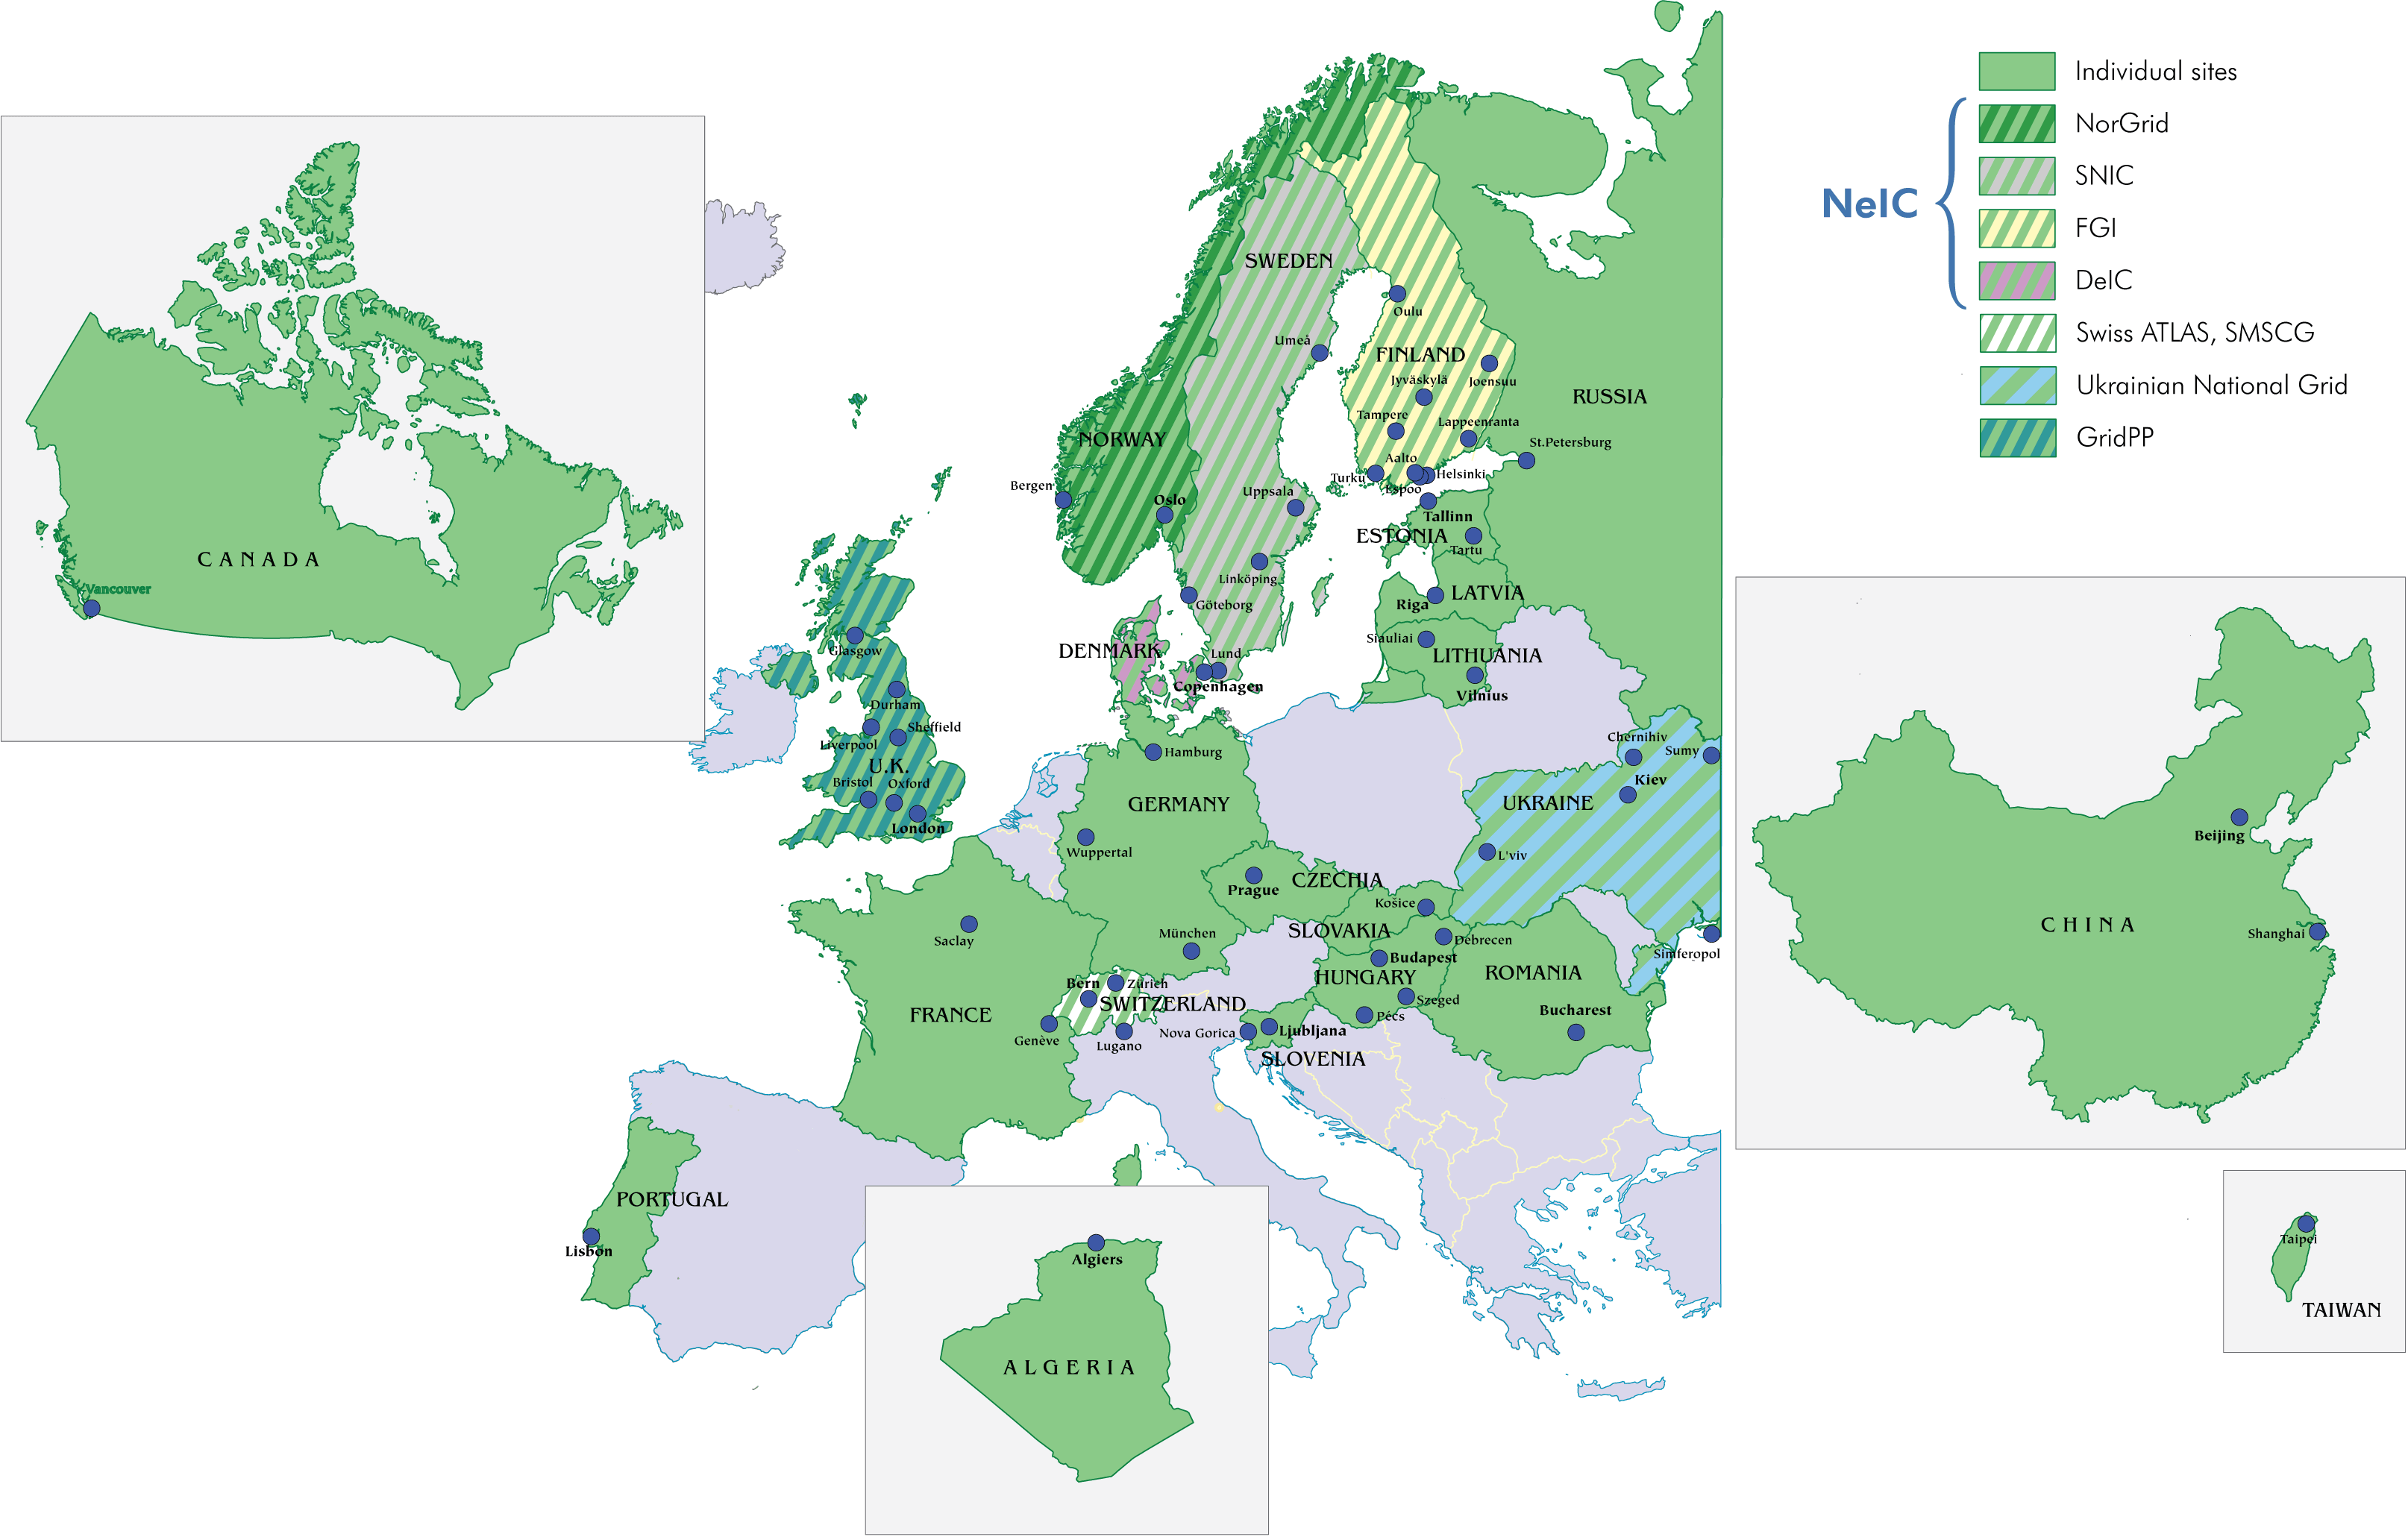 Individual sites
NorGrid
SNIC
FGI
DeIC
NeIC
Swiss ATLAS, SMSCG
Ukrainian National Grid
GridPP
CANADA
Vancouver
SWEDEN
Umeå
Uppsala
Linköping
Göteborg
Lund
NORWAY
Bergen
Oslo
FINLAND
Oulu
Joensuu
Jyväskylä
Tampere
Lappeenranta
Aalto
Turku
Espoo
Helsinki
RUSSIA
St.Petersburg
Tallinn
ESTONIA
Tartu
Riga
LATVIA
Siauliai
LITHUANIA
Vilnius
DENMARK
Copenhagen
Glasgow
Durham
Sheffield
Liverpool
U.K.
Bristol
Oxford
London
Hamburg
GERMANY
Wuppertal
München
Prague
CZECHIA
Chernihiv
Sumy
Kiev
UKRAINE
L'viv
Simferopol
Košice
SLOVAKIA
Debrecen
Budapest
HUNGARY
Szeged
Pécs
ROMANIA
Bucharest
Saclay
FRANCE
Bern
Zürich
SWITZERLAND
Genève
Lugano
Nova Gorica
Ljubljana
SLOVENIA
PORTUGAL
Lisbon
Algiers
ALGERIA
Beijing
CHINA
Shanghai
Taipei
TAIWAN